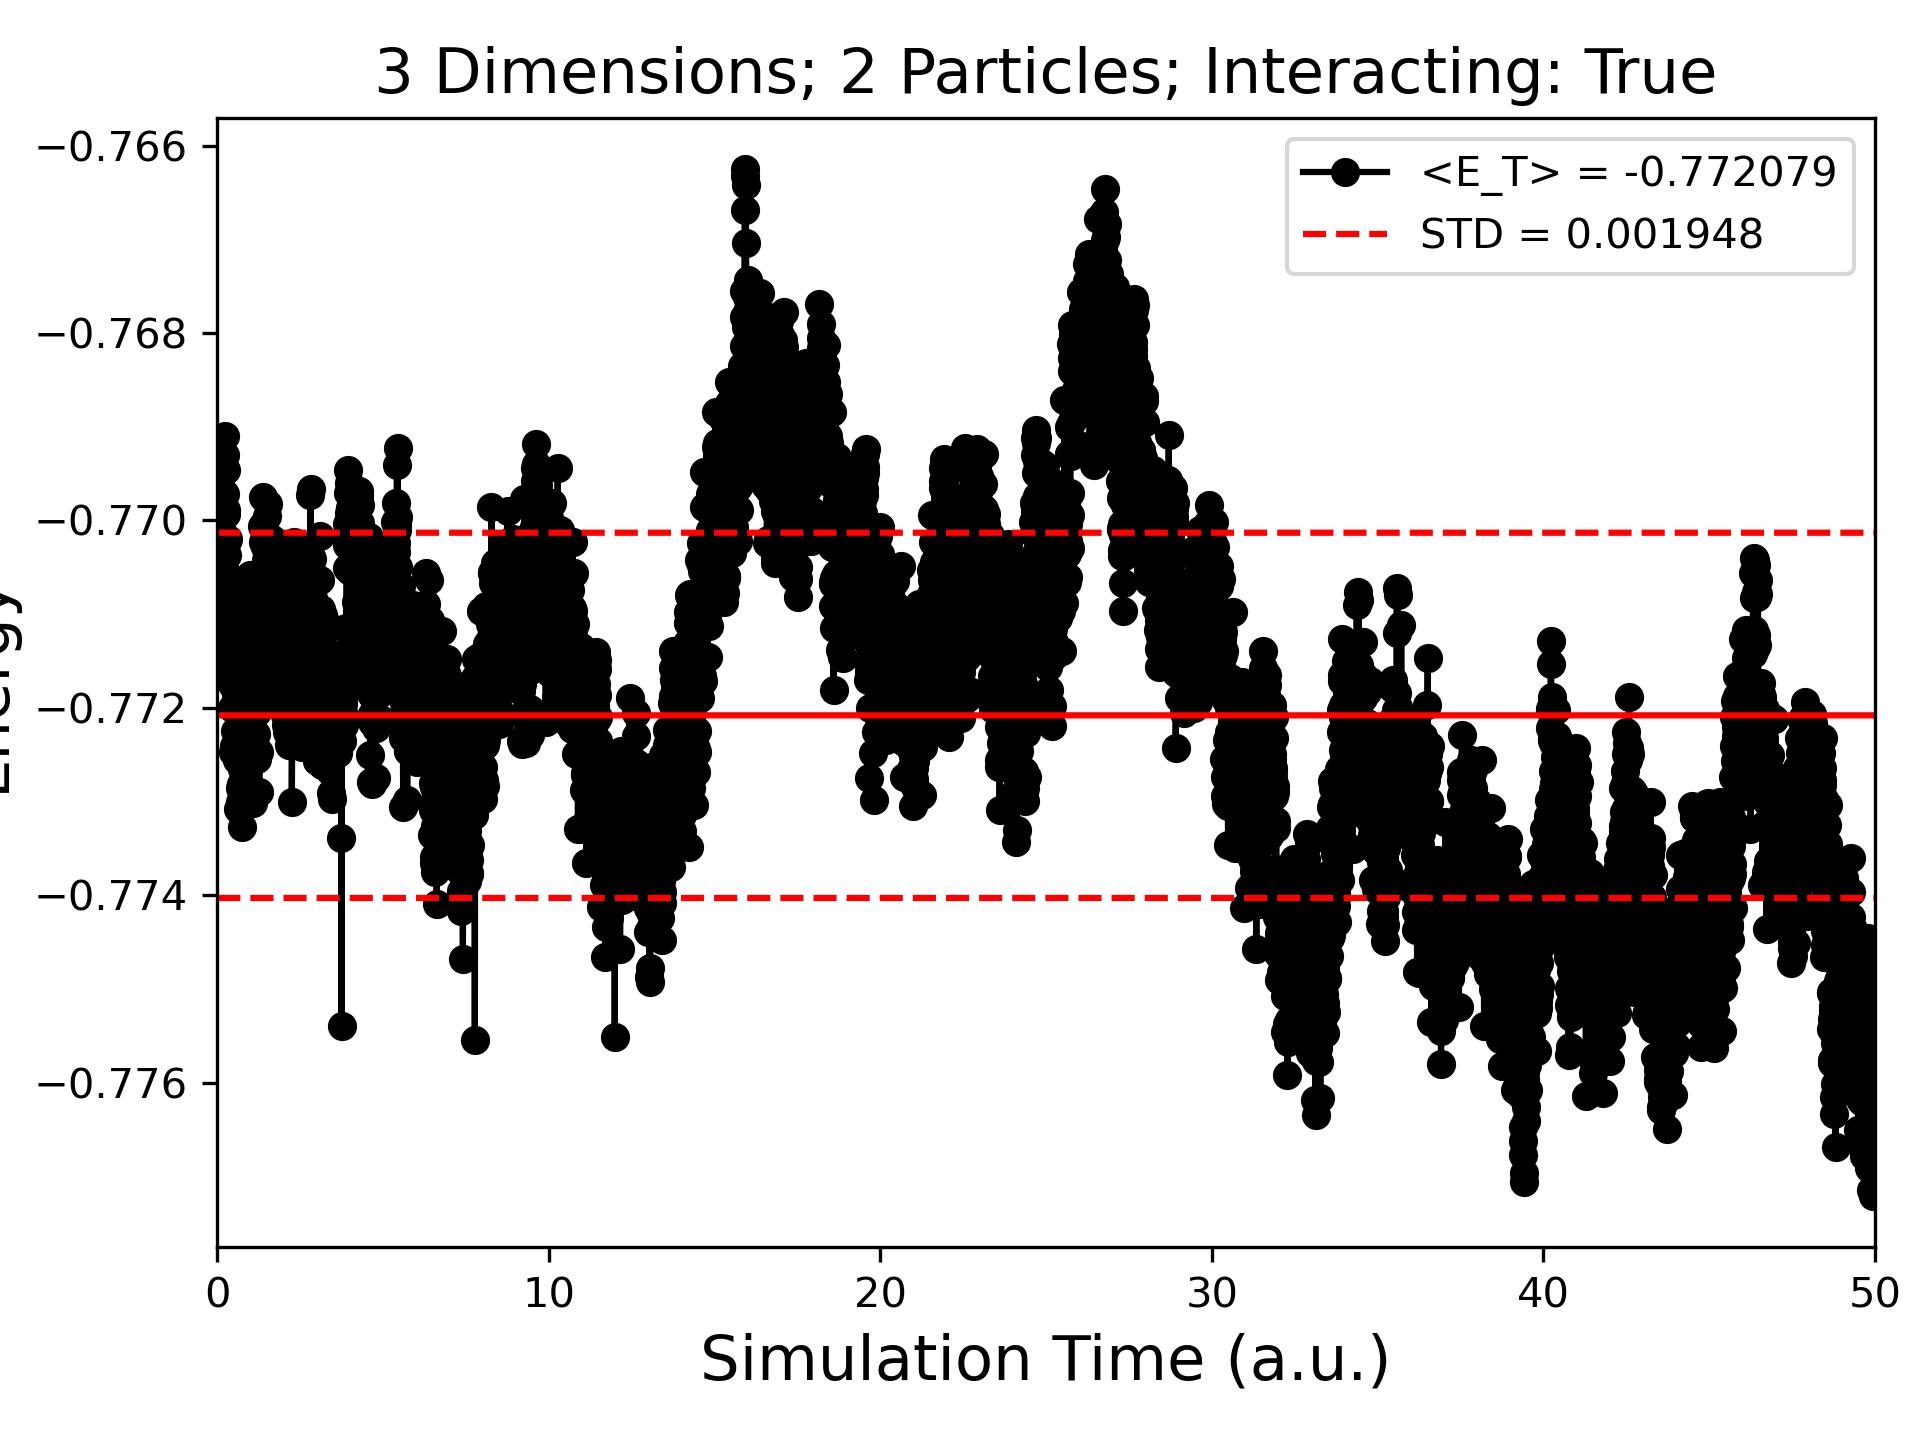 3 Dimensions; 2 Particles; Interacting: True
<E_T> = -0.772079
STD = 0.001948
−0.766
−0.768
−0.770
−0.772
−0.774
−0.776
Energy
0 10 20 30 40 50
Simulation Time (a.u.)